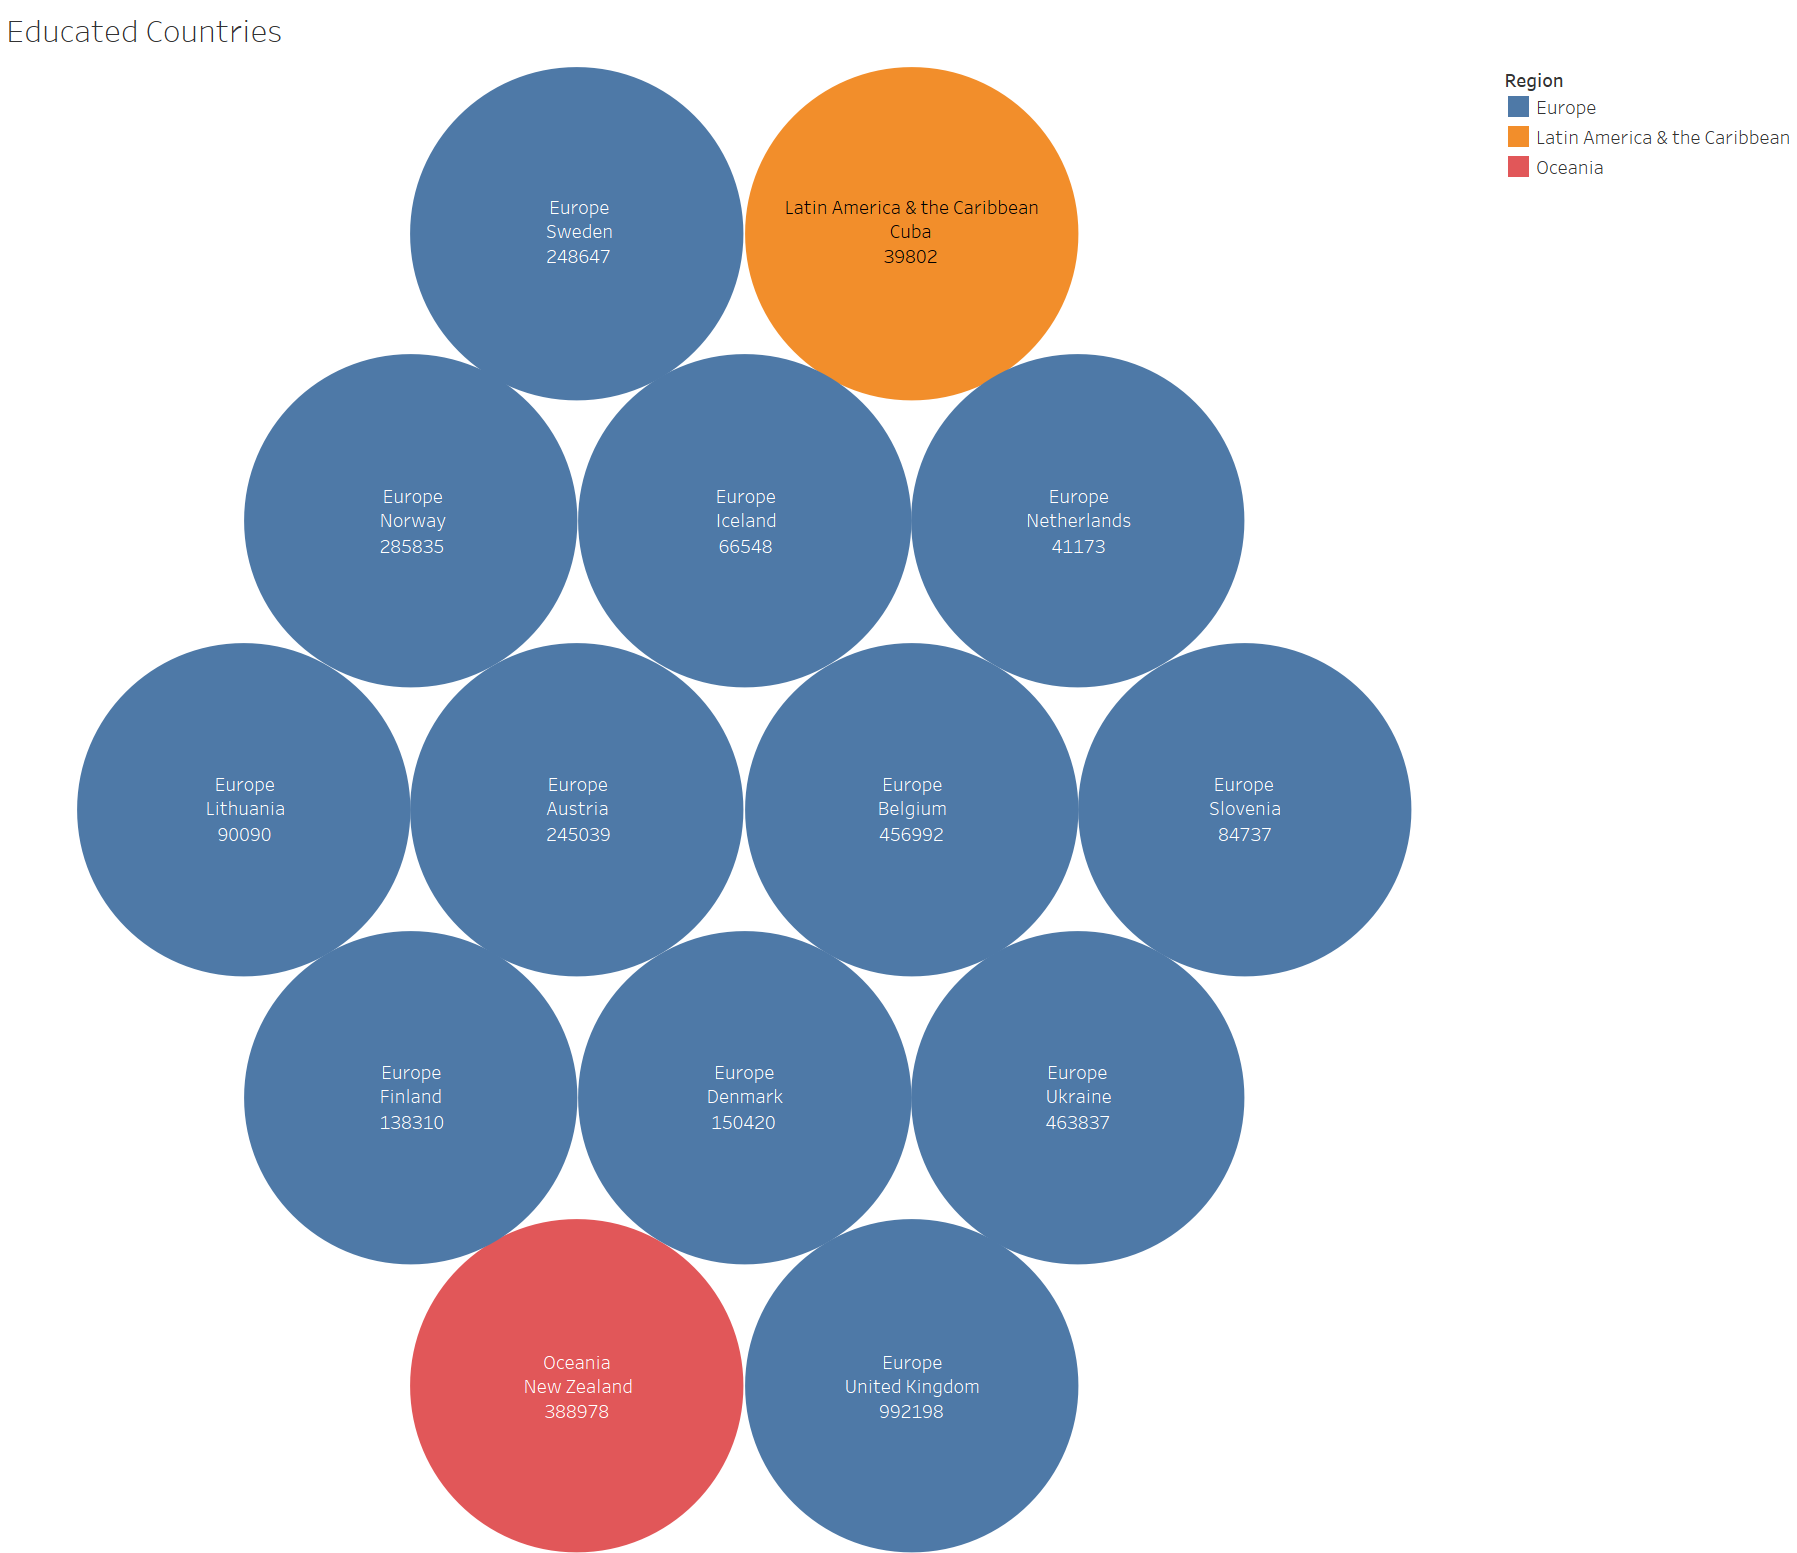 Educated Countries
Region
Europe
Latin America & the Caribbean
Oceania
Europe
Sweden
248647
Latin America & the Caribbean
Cuba
39802
Europe
Norway
285835
Europe
Iceland
66548
Europe
Netherlands
41173
Europe
Lithuania
90090
Europe
Austria
245039
Europe
Belgium
456992
Europe
Slovenia
84737
Europe
Finland
138310
Europe
Denmark
150420
Europe
Ukraine
463837
Oceania
New Zealand
388978
Europe
United Kingdom
992198